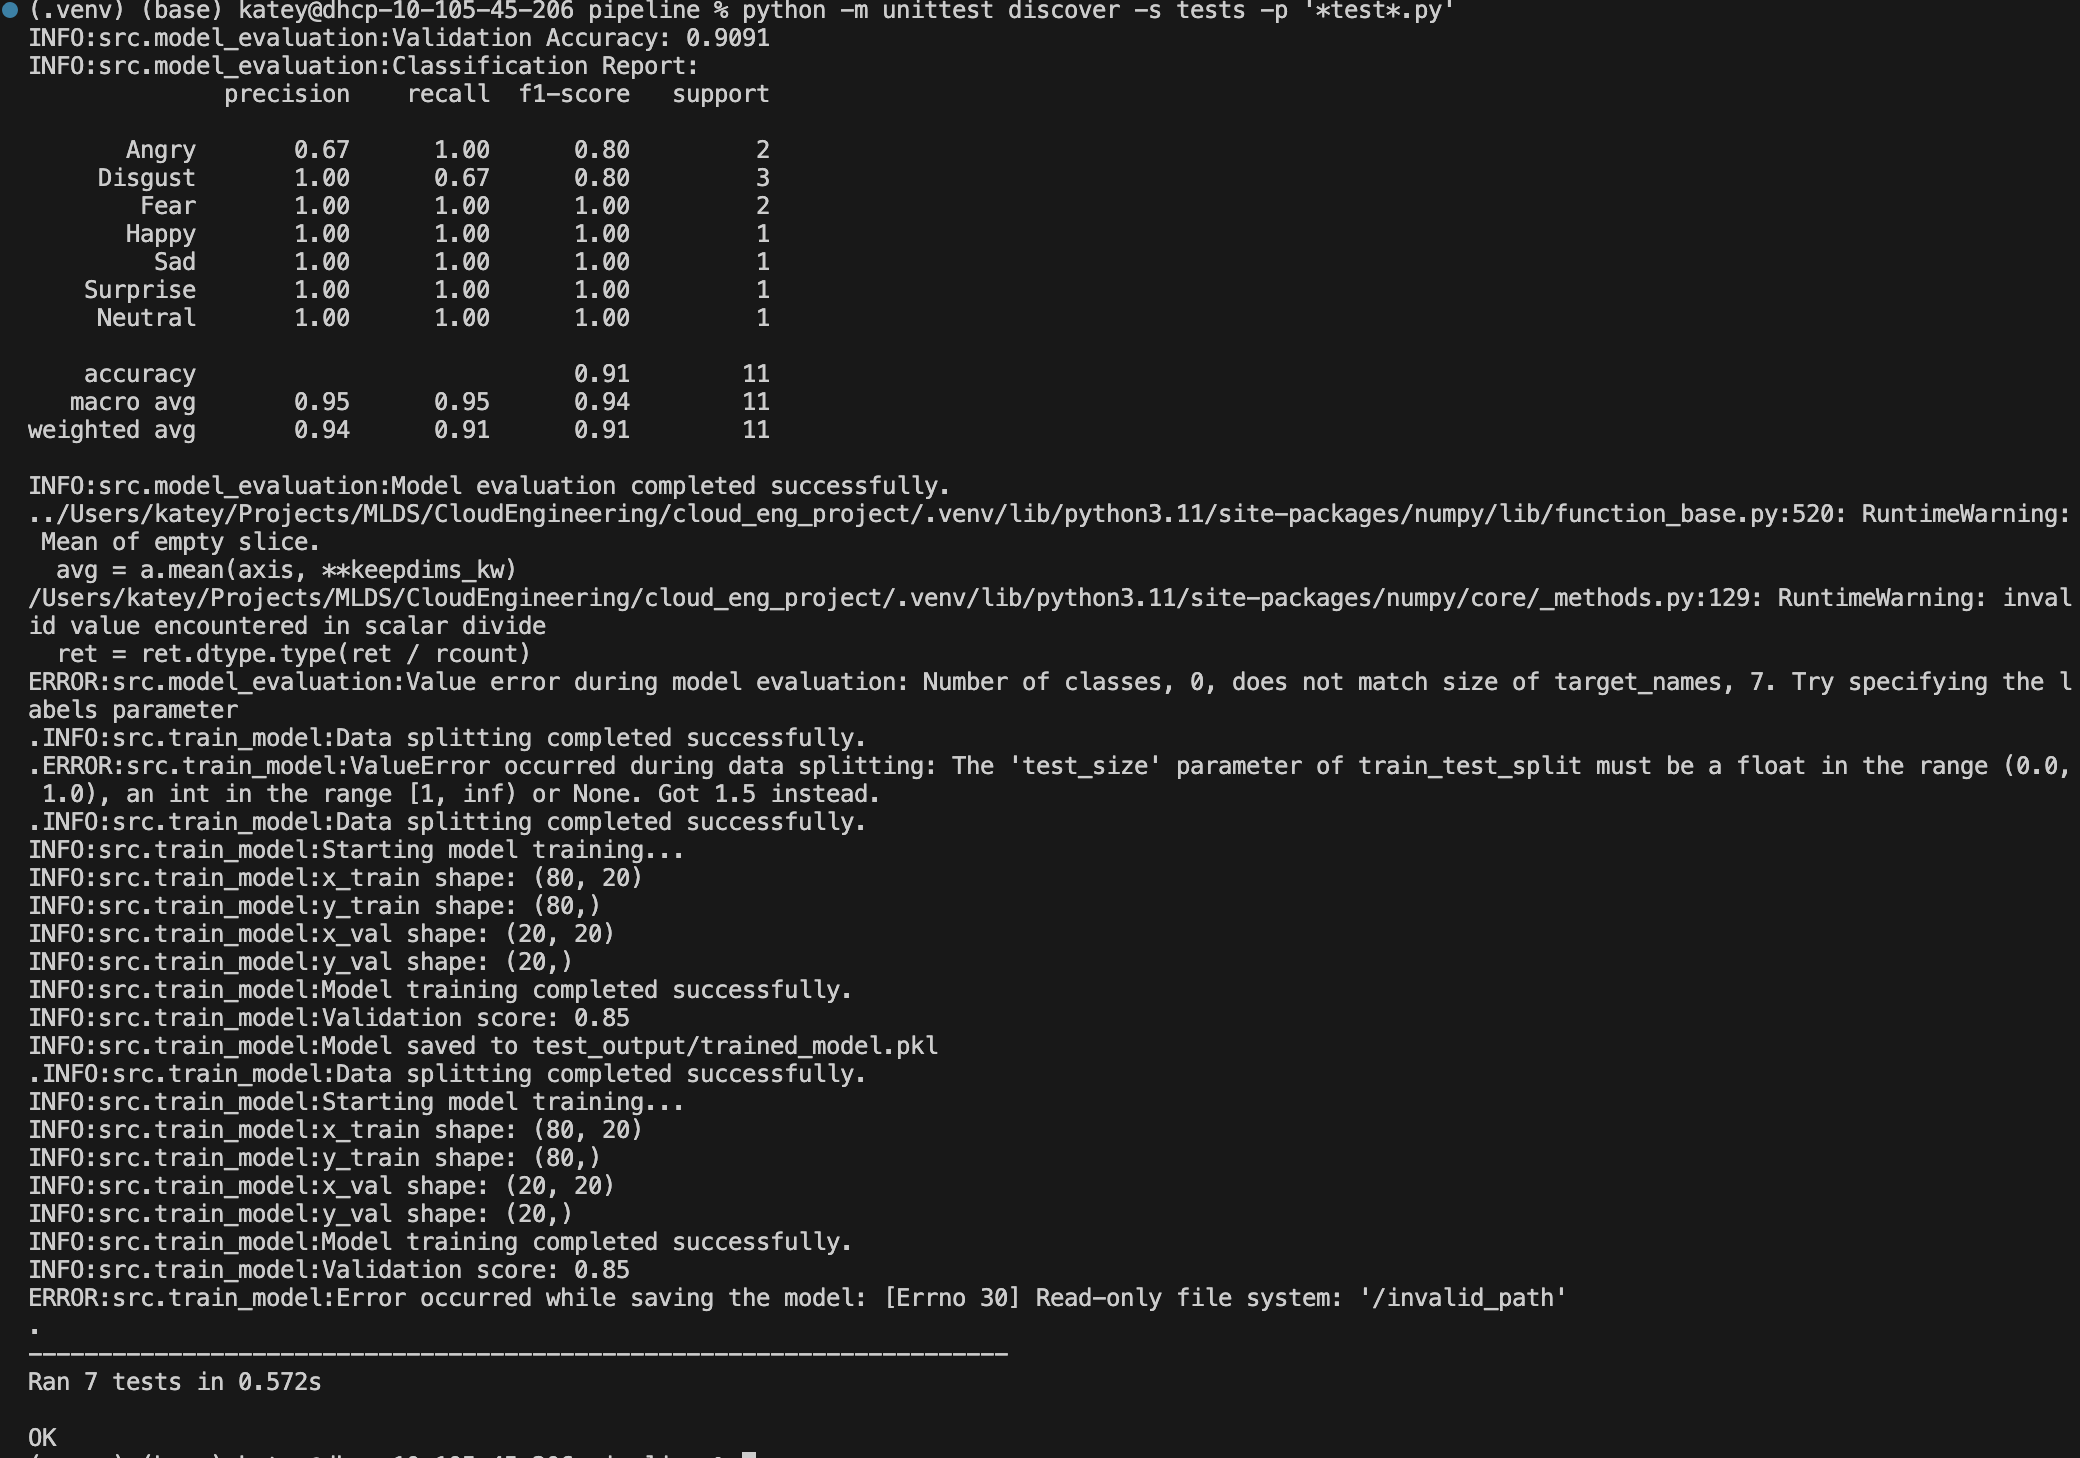 (.venv) (base) katey@dhcp-10-105-45-206 pipeline % python -m unittest discover -s tests -p '*test*.py'
INFO:src.model_evaluation:Validation Accuracy: 0.9091
INFO:src.model_evaluation:Classification Report:
              precision    recall  f1-score   support

       Angry       0.67      1.00      0.80         2
     Disgust       1.00      0.67      0.80         3
        Fear       1.00      1.00      1.00         2
       Happy       1.00      1.00      1.00         1
         Sad       1.00      1.00      1.00         1
    Surprise       1.00      1.00      1.00         1
     Neutral       1.00      1.00      1.00         1

    accuracy                           0.91        11
   macro avg       0.95      0.95      0.94        11
weighted avg       0.94      0.91      0.91        11

INFO:src.model_evaluation:Model evaluation completed successfully.
../Users/katey/Projects/MLDS/CloudEngineering/cloud_eng_project/.venv/lib/python3.11/site-packages/numpy/lib/function_base.py:520: RuntimeWarning:
 Mean of empty slice.
  avg = a.mean(axis, **keepdims_kw)
/Users/katey/Projects/MLDS/CloudEngineering/cloud_eng_project/.venv/lib/python3.11/site-packages/numpy/core/_methods.py:129: RuntimeWarning: inval
id value encountered in scalar divide
  ret = ret.dtype.type(ret / rcount)
ERROR:src.model_evaluation:Value error during model evaluation: Number of classes, 0, does not match size of target_names, 7. Try specifying the l
abels parameter
.INFO:src.train_model:Data splitting completed successfully.
.ERROR:src.train_model:ValueError occurred during data splitting: The 'test_size' parameter of train_test_split must be a float in the range (0.0,
 1.0), an int in the range [1, inf) or None. Got 1.5 instead.
.INFO:src.train_model:Data splitting completed successfully.
INFO:src.train_model:Starting model training...
INFO:src.train_model:x_train shape: (80, 20)
INFO:src.train_model:y_train shape: (80,)
INFO:src.train_model:x_val shape: (20, 20)
INFO:src.train_model:y_val shape: (20,)
INFO:src.train_model:Model training completed successfully.
INFO:src.train_model:Validation score: 0.85
INFO:src.train_model:Model saved to test_output/trained_model.pkl
.INFO:src.train_model:Data splitting completed successfully.
INFO:src.train_model:Starting model training...
INFO:src.train_model:x_train shape: (80, 20)
INFO:src.train_model:y_train shape: (80,)
INFO:src.train_model:x_val shape: (20, 20)
INFO:src.train_model:y_val shape: (20,)
INFO:src.train_model:Model training completed successfully.
INFO:src.train_model:Validation score: 0.85
ERROR:src.train_model:Error occurred while saving the model: [Errno 30] Read-only file system: '/invalid_path'
.
----------------------------------------------------------------------
Ran 7 tests in 0.572s

OK